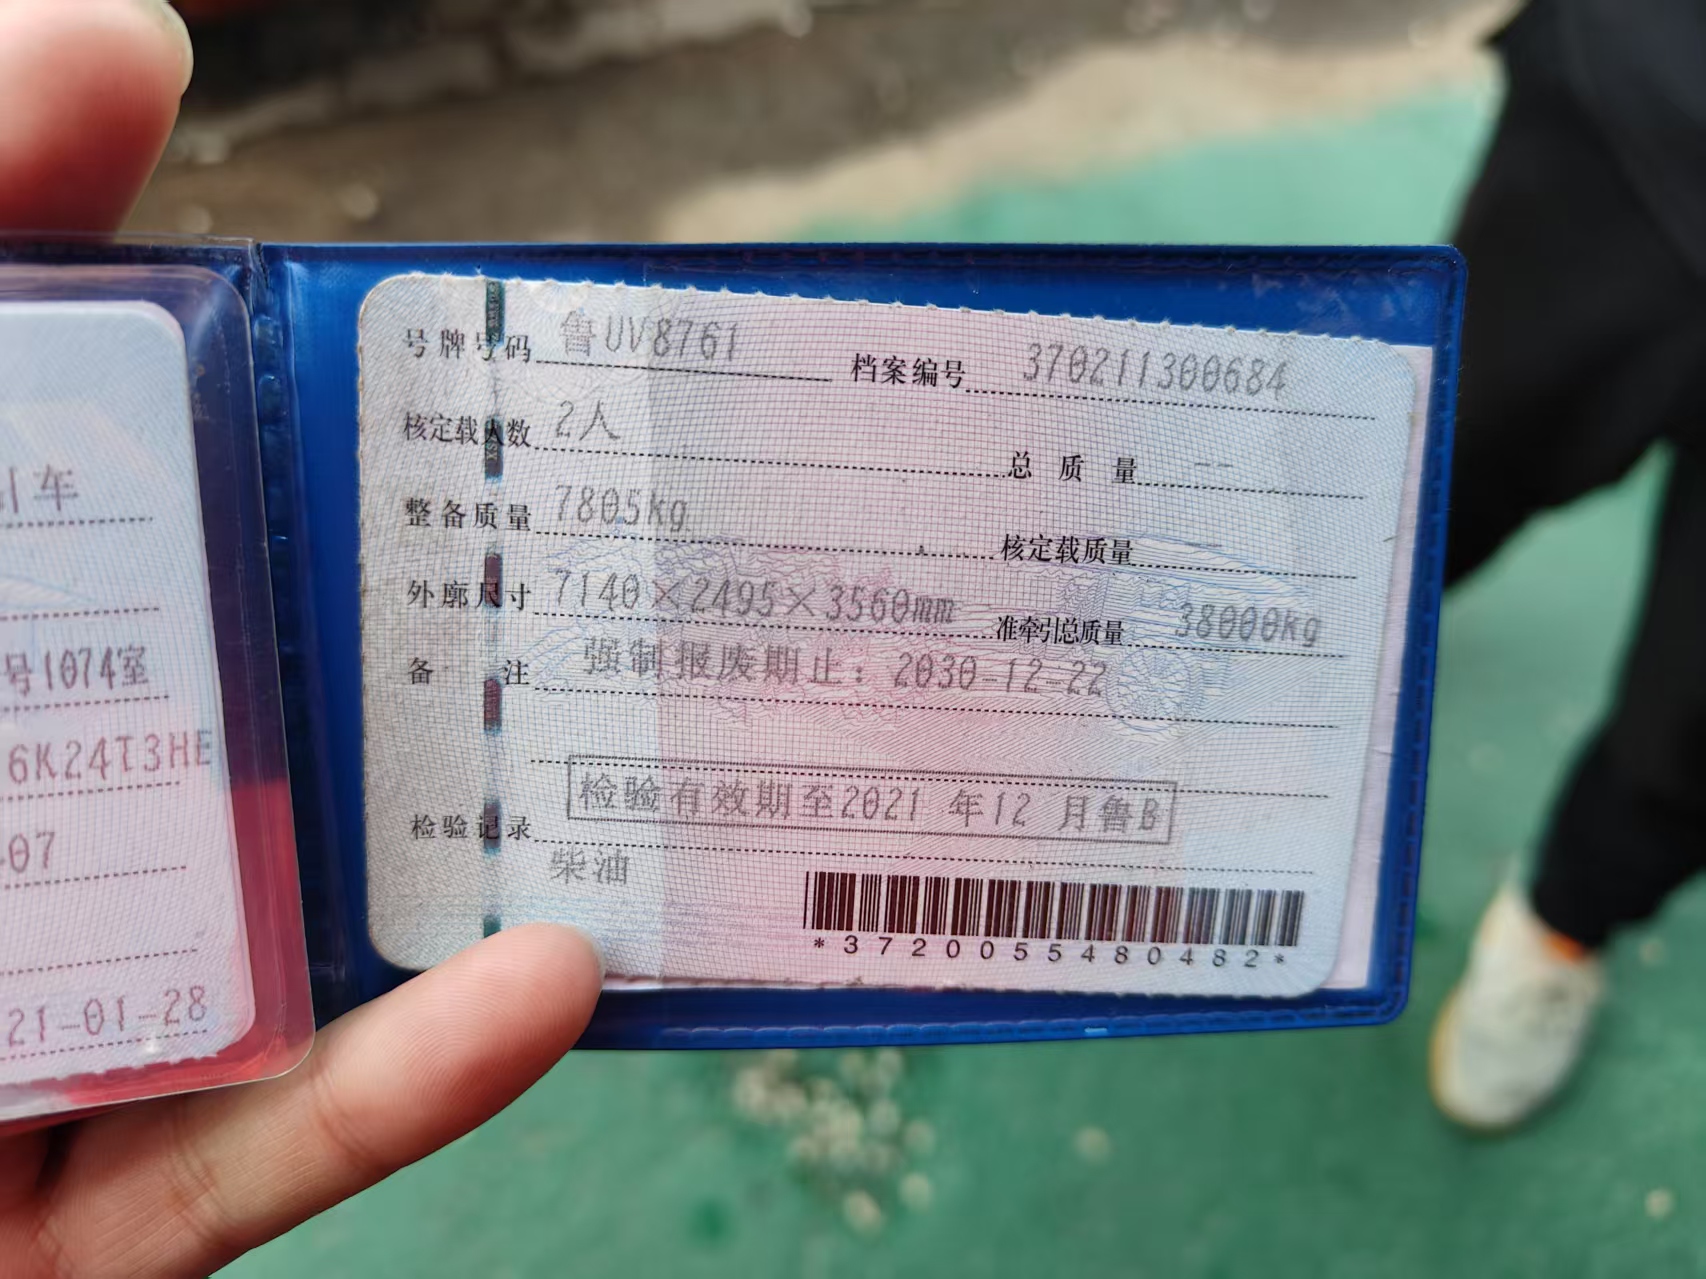 引车
号1074室
6K24T3HE
-07
21-01-28
号牌号码 鲁UV8761 档案编号 370211300684
核定载人数 2人 总质量 --
整备质量 7805kg 核定载质量 --
外廓尺寸 7140×2495×3560mm 准牵引总质量 38000kg
备注 强制报废期止：2030-12-22
检验有效期至2021 年12 月鲁B
检验记录
柴油
*3720055480482*